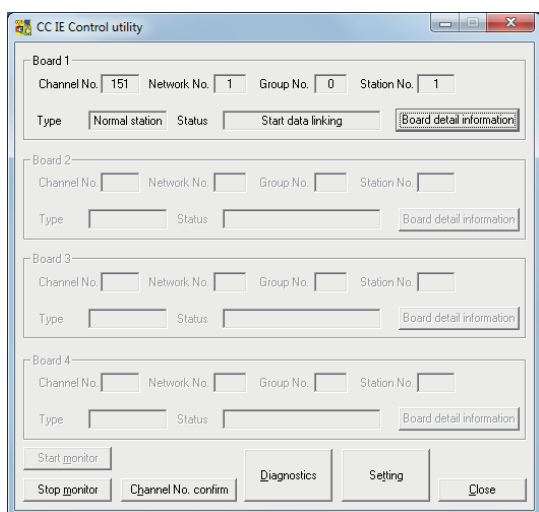 CC IE Control utility
Board 1
Channel No. 151 Network No. 1 Group No. 0 Station No. 1
Type Normal station Status Start data linking Board detail information
Board 2
Channel No. Network No. Group No. Station No.
Type Status Board detail information
Board 3
Channel No. Network No. Group No. Station No.
Type Status Board detail information
Board 4
Channel No. Network No. Group No. Station No.
Type Status Board detail information
Start monitor
Stop monitor Channel No. confirm Diagnostics Setting Close